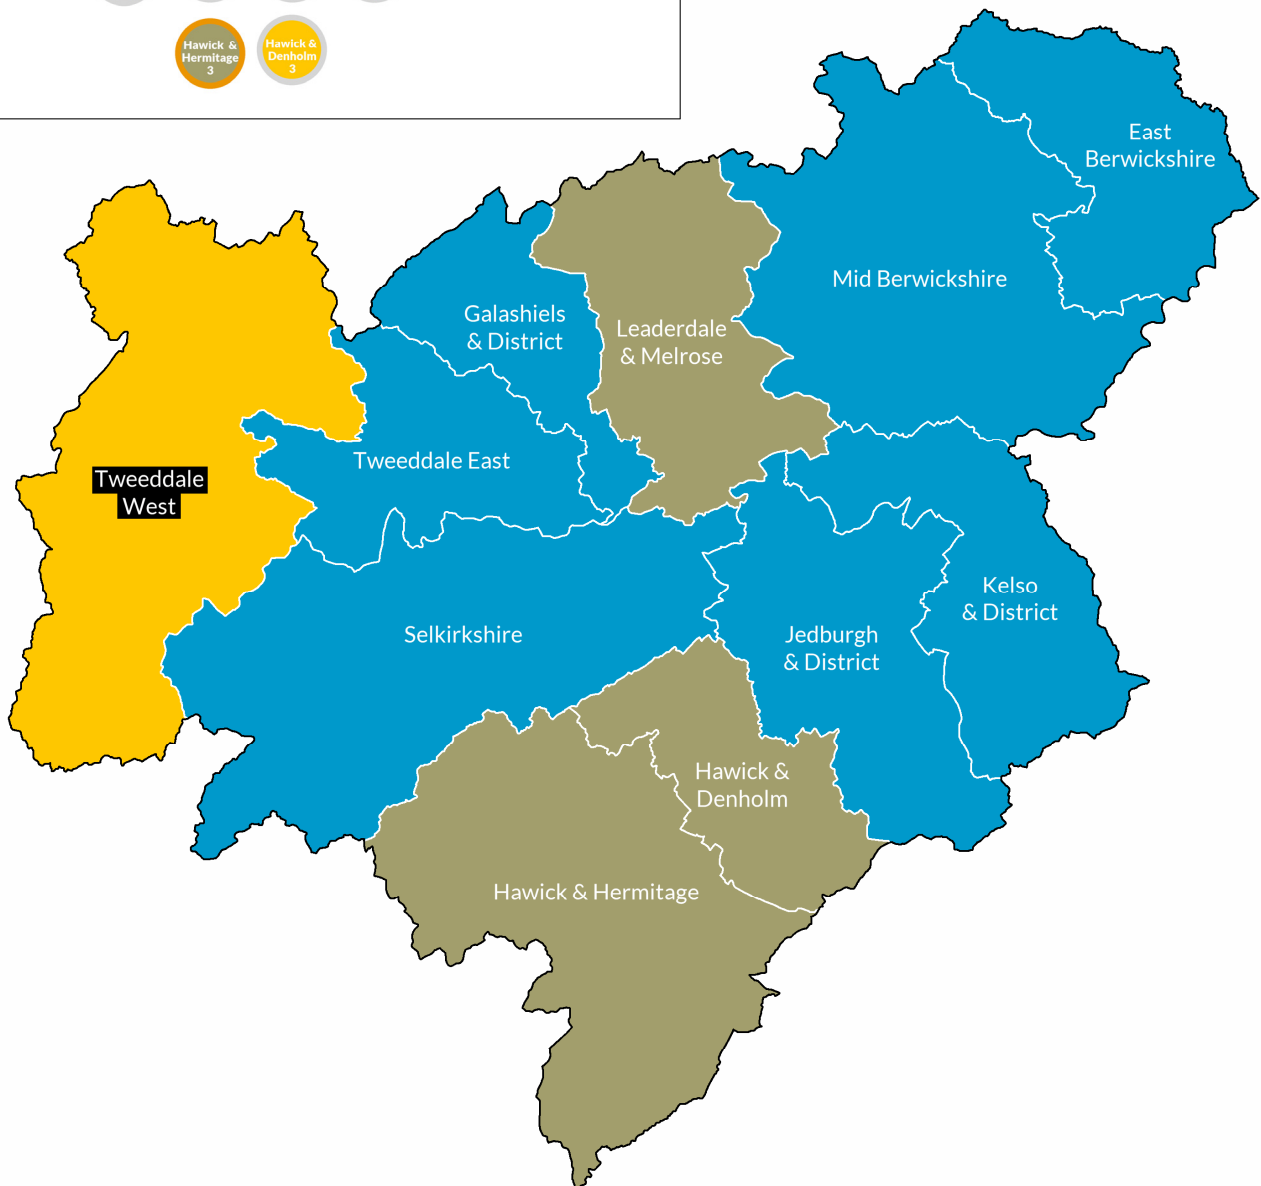 Hawick &
Hermitage
3
Hawick &
Denholm
3
East
Berwickshire
Mid Berwickshire
Galashiels
& District
Leaderdale
& Melrose
Tweeddale East
Tweeddale
West
Kelso
& District
Selkirkshire
Jedburgh
& District
Hawick &
Denholm
Hawick & Hermitage